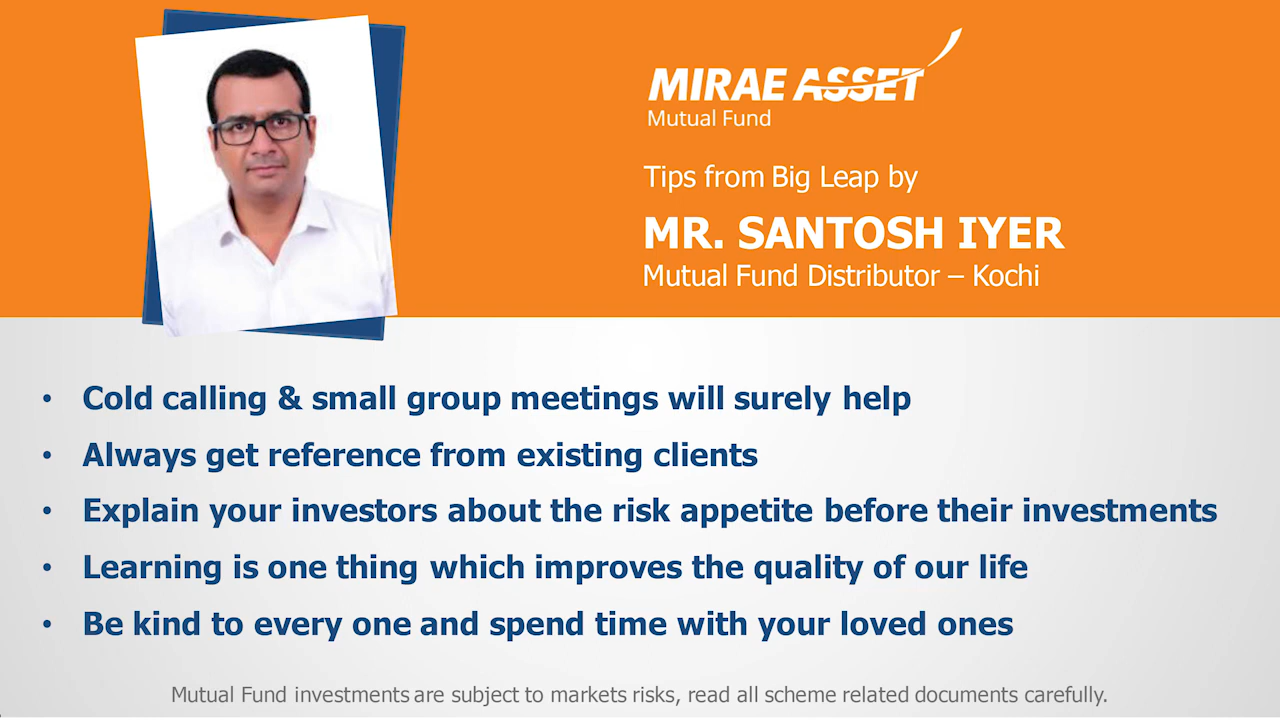 MIRAE ASSET
Mutual Fund
Tips from Big Leap by
MR. SANTOSH IYER
Mutual Fund Distributor – Kochi
• Cold calling & small group meetings will surely help
• Always get reference from existing clients
• Explain your investors about the risk appetite before their investments
• Learning is one thing which improves the quality of our life
• Be kind to every one and spend time with your loved ones
Mutual Fund investments are subject to markets risks, read all scheme related documents carefully.